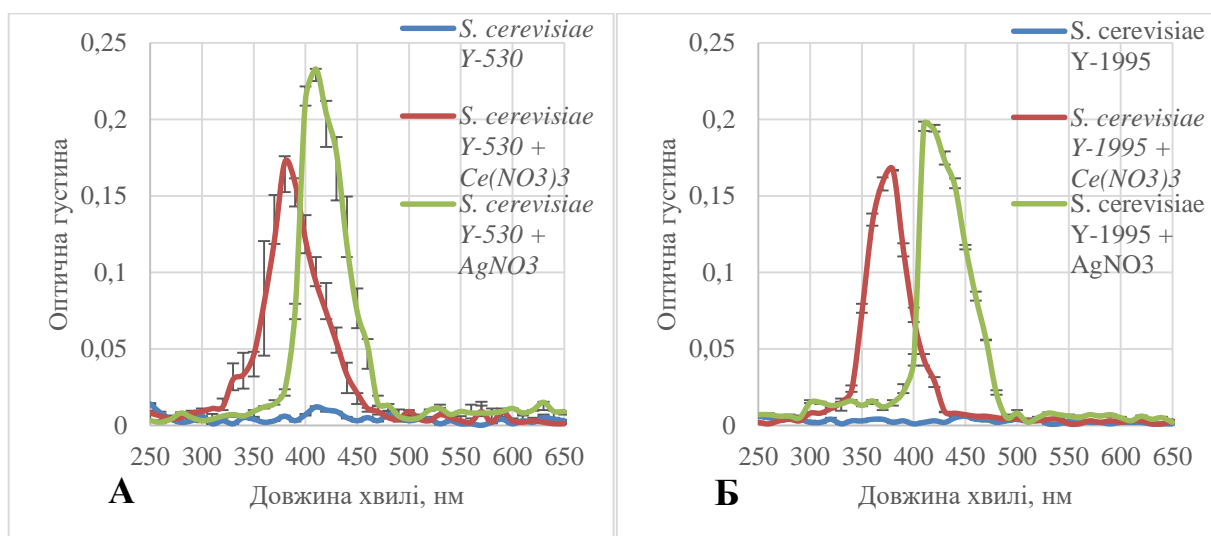 0,25
0,2
0,15
0,1
0,05
0
Оптична густина
250 300 350 400 450 500 550 600 650
Довжина хвилі, нм
S. cerevisiae
Y-530
S. cerevisiae
Y-530 +
Ce(NO3)3
S. cerevisiae
Y-530 +
AgNO3
А
0,25
0,2
0,15
0,1
0,05
0
Оптична густина
250 300 350 400 450 500 550 600 650
Довжина хвилі, нм
S. cerevisiae
Y-1995
S. cerevisiae
Y-1995 +
Ce(NO3)3
S. cerevisiae
Y-1995 +
AgNO3
Б